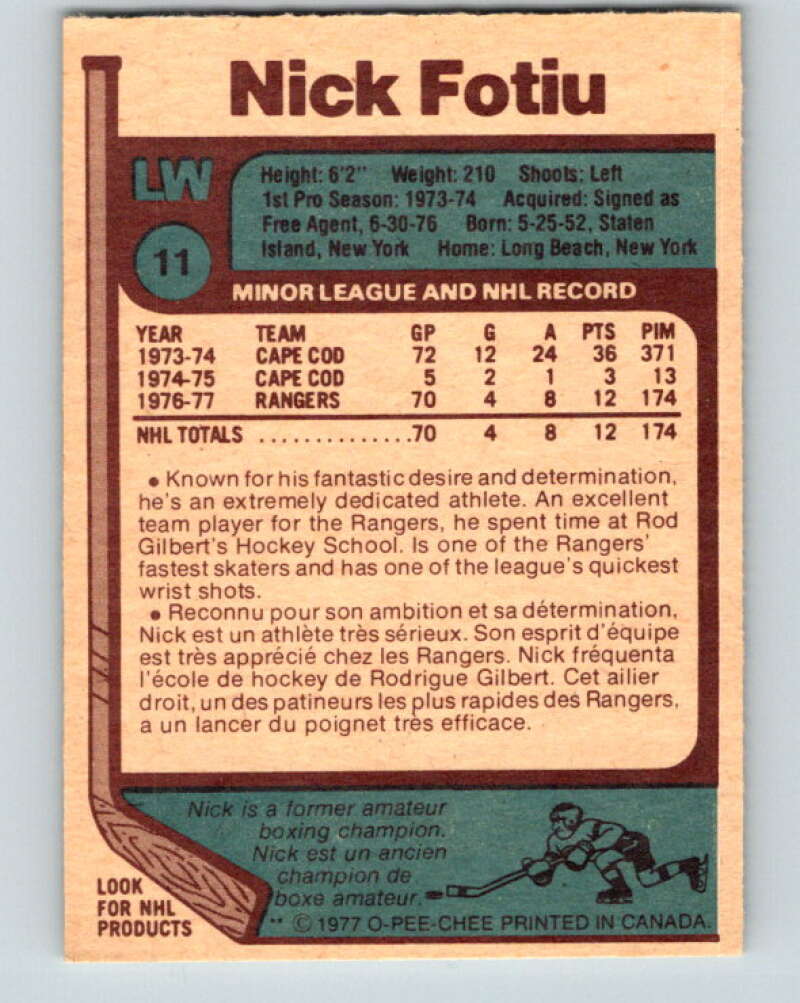 Nick Fotiu
LW
11
Height: 6'2" Weight: 210 Shoots: Left
1st Pro Season: 1973-74 Acquired: Signed as
Free Agent, 6-30-76 Born: 5-25-52, Staten
Island, New York Home: Long Beach, New York
MINOR LEAGUE AND NHL RECORD
YEAR TEAM GP G A PTS PIM
1973-74 CAPE COD 72 12 24 36 371
1974-75 CAPE COD 5 2 1 3 13
1976-77 RANGERS 70 4 8 12 174
NHL TOTALS ...............70 4 8 12 174
• Known for his fantastic desire and determination,
he's an extremely dedicated athlete. An excellent
team player for the Rangers, he spent time at Rod
Gilbert's Hockey School. Is one of the Rangers'
fastest skaters and has one of the league's quickest
wrist shots.
• Reconnu pour son ambition et sa détermination,
Nick est un athlète très sérieux. Son esprit d'équipe
est très apprécié chez les Rangers. Nick fréquenta
l'école de hockey de Rodrigue Gilbert. Cet ailier
droit, un des patineurs les plus rapides des Rangers,
a un lancer du poignet très efficace.
Nick is a former amateur
boxing champion.
Nick est un ancien
champion de
boxe amateur.
LOOK
FOR NHL
PRODUCTS
** © 1977 O-PEE-CHEE PRINTED IN CANADA.